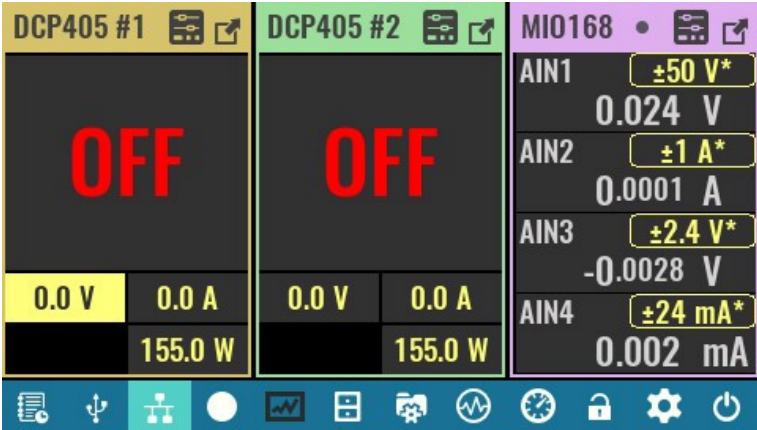 DCP405 #1
OFF
0.0 V 0.0 A
155.0 W
DCP405 #2
OFF
0.0 V 0.0 A
155.0 W
MIO168
AIN1 ±50 V*
0.024 V
AIN2 ±1 A*
0.0001 A
AIN3 ±2.4 V*
-0.0028 V
AIN4 ±24 mA*
0.002 mA